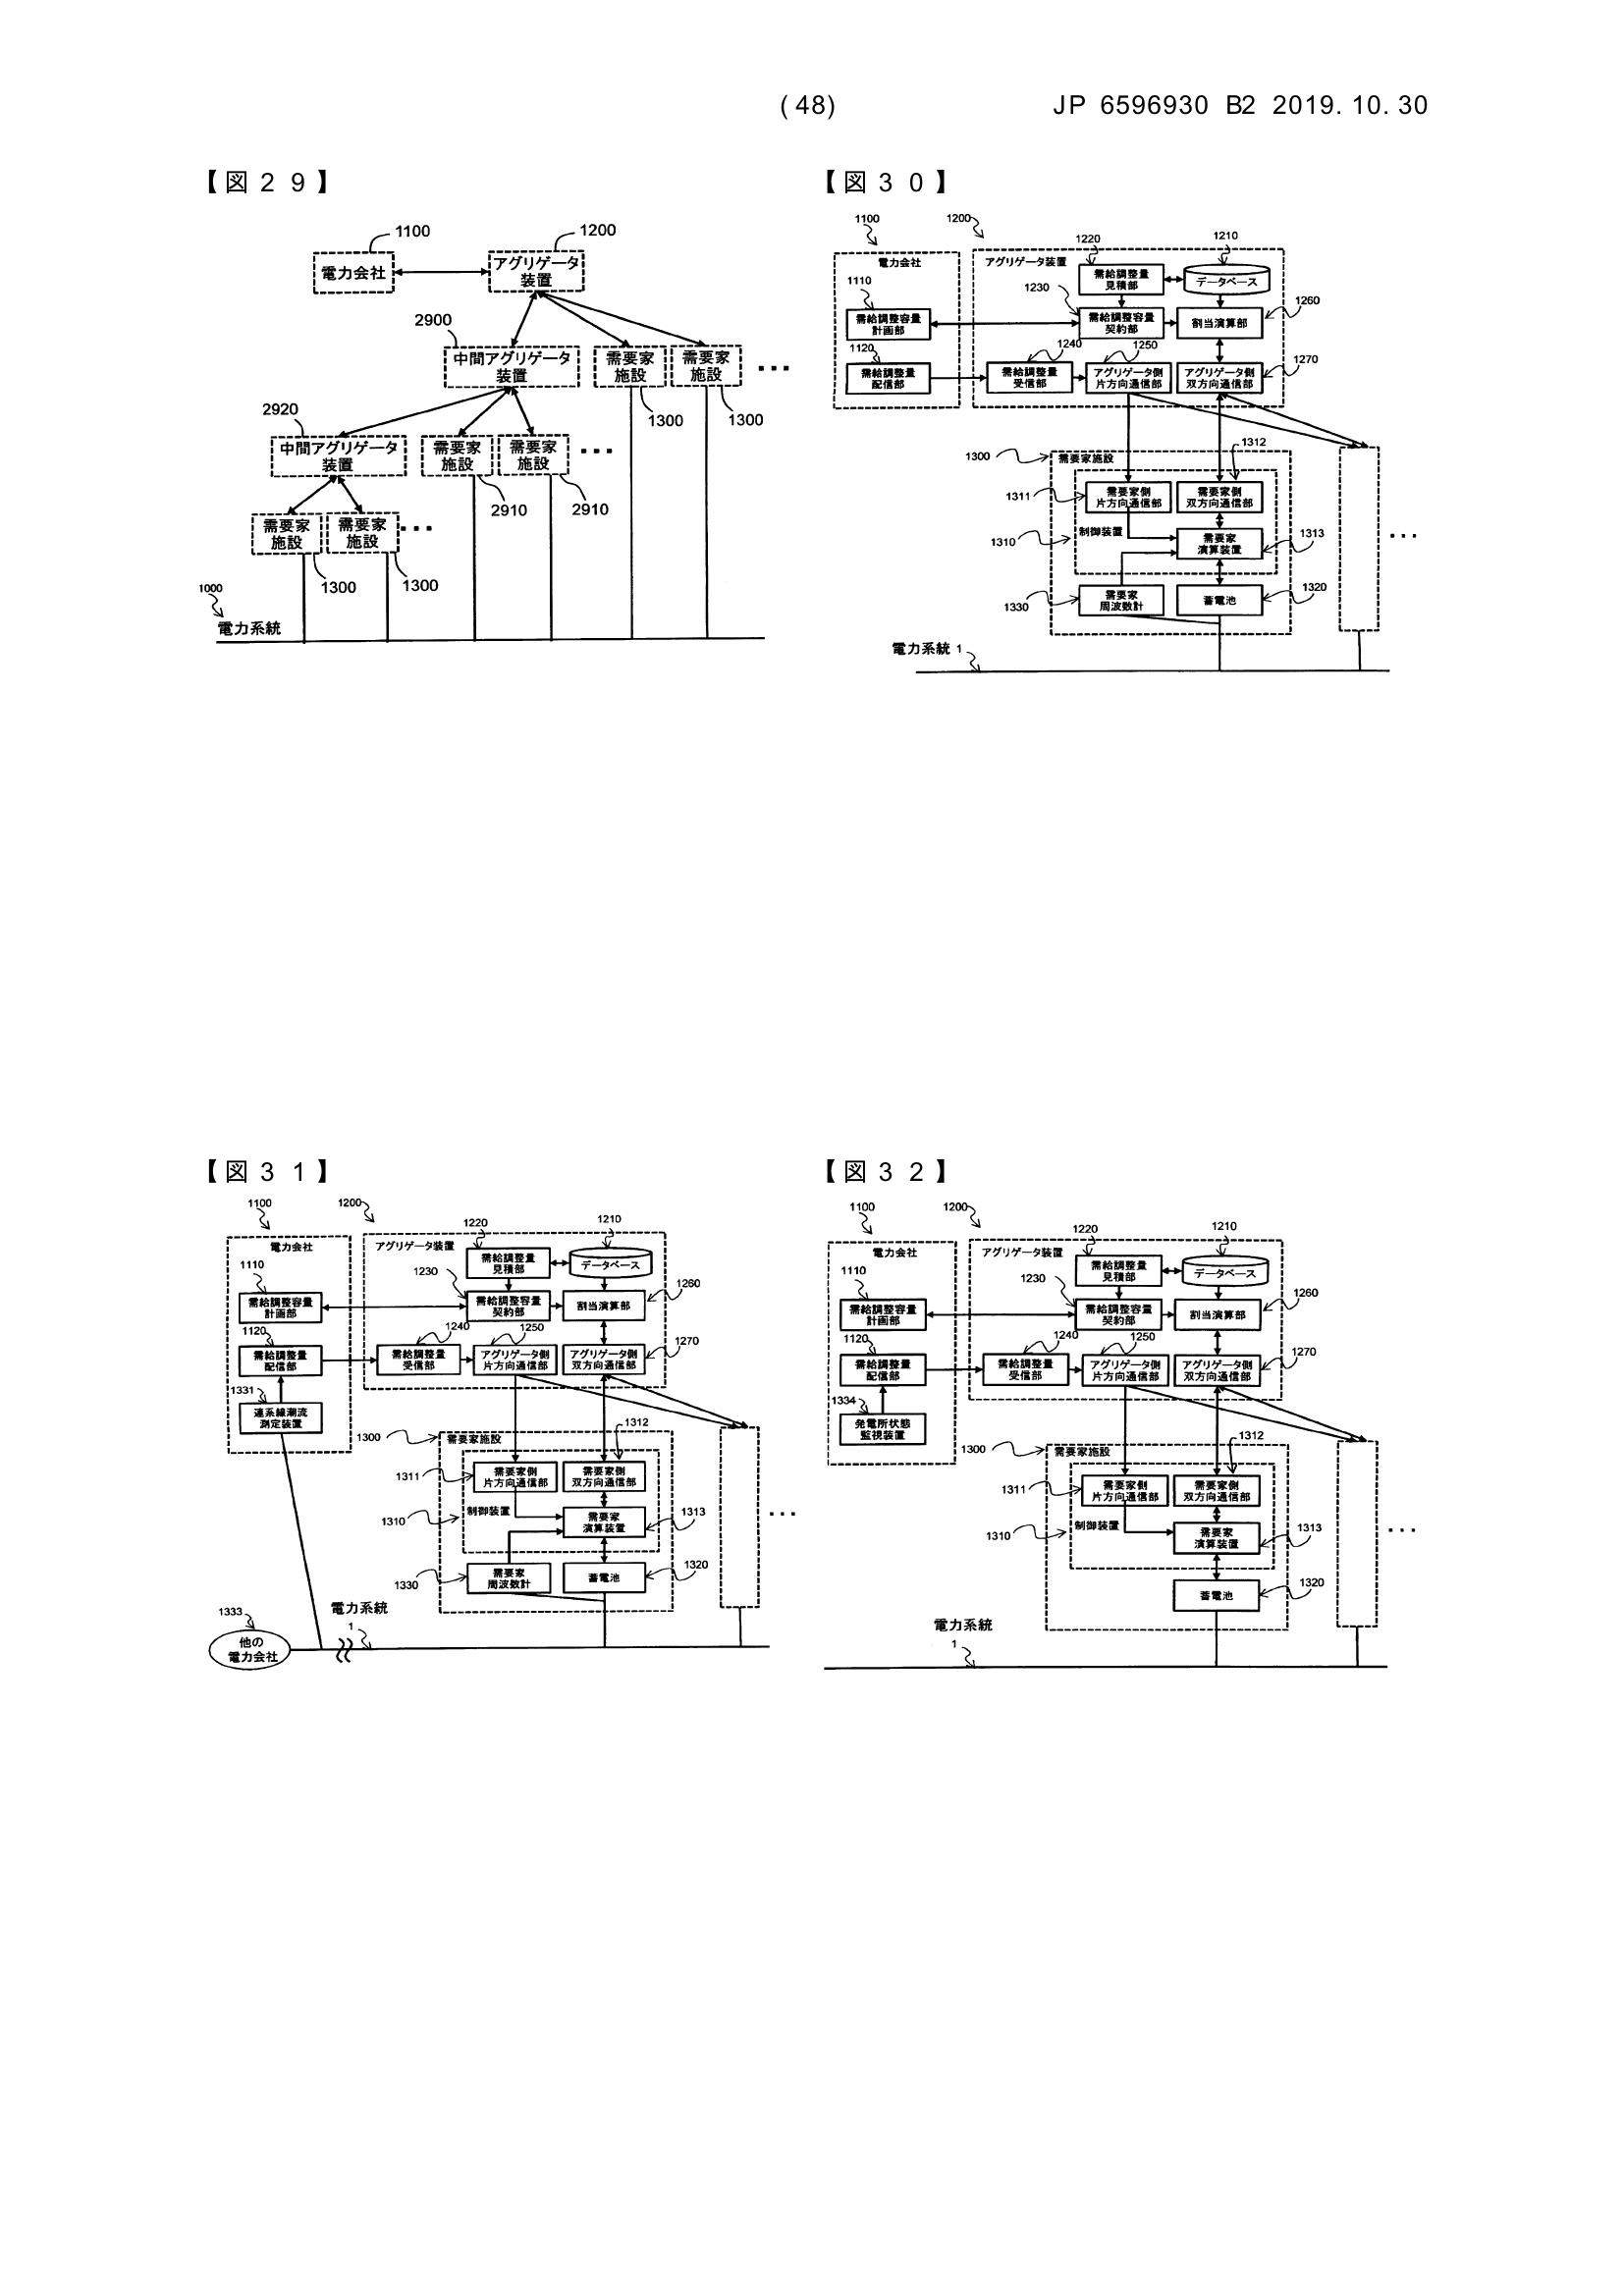 (48)
JP 6596930 B2 2019.10.30
【図２９】
1100
1200
電力会社
アグリゲータ
装置
2900
中間アグリゲータ
装置
需要家
施設
需要家
施設
...
1300
1300
2920
中間アグリゲータ
装置
需要家
施設
需要家
施設
...
2910
2910
需要家
施設
需要家
施設
...
1300
1300
1000
電力系統
【図３０】
1100
1200
1220
1210
電力会社
アグリゲータ装置
需給調整量
見積部
データベース
1110
1230
1260
需給調整容量
計画部
需給調整容量
契約部
割当演算部
1120
1240
1250
1270
需給調整量
配信部
需給調整量
受信部
アグリゲータ側
片方向通信部
アグリゲータ側
双方向通信部
1300
需要家施設
1312
1311
需要家側
片方向通信部
需要家側
双方向通信部
1310
制御装置
需要家
演算装置
1313
...
1330
需要家
周波数計
蓄電池
1320
電力系統 1
【図３１】
1100
1200
1220
1210
電力会社
アグリゲータ装置
需給調整量
見積部
データベース
1110
1230
1260
需給調整容量
計画部
需給調整容量
契約部
割当演算部
1120
1240
1250
1270
需給調整量
配信部
需給調整量
受信部
アグリゲータ側
片方向通信部
アグリゲータ側
双方向通信部
1331
連系線潮流
測定装置
1300
需要家施設
1312
1311
需要家側
片方向通信部
需要家側
双方向通信部
1310
制御装置
需要家
演算装置
1313
...
1330
需要家
周波数計
蓄電池
1320
1333
他の
電力会社
電力系統
1
【図３２】
1100
1200
1220
1210
電力会社
アグリゲータ装置
需給調整量
見積部
データベース
1110
1230
1260
需給調整容量
計画部
需給調整容量
契約部
割当演算部
1120
1240
1250
1270
需給調整量
配信部
需給調整量
受信部
アグリゲータ側
片方向通信部
アグリゲータ側
双方向通信部
1334
発電所状態
監視装置
1300
需要家施設
1312
1311
需要家側
片方向通信部
需要家側
双方向通信部
1310
制御装置
需要家
演算装置
1313
...
蓄電池
1320
電力系統
1